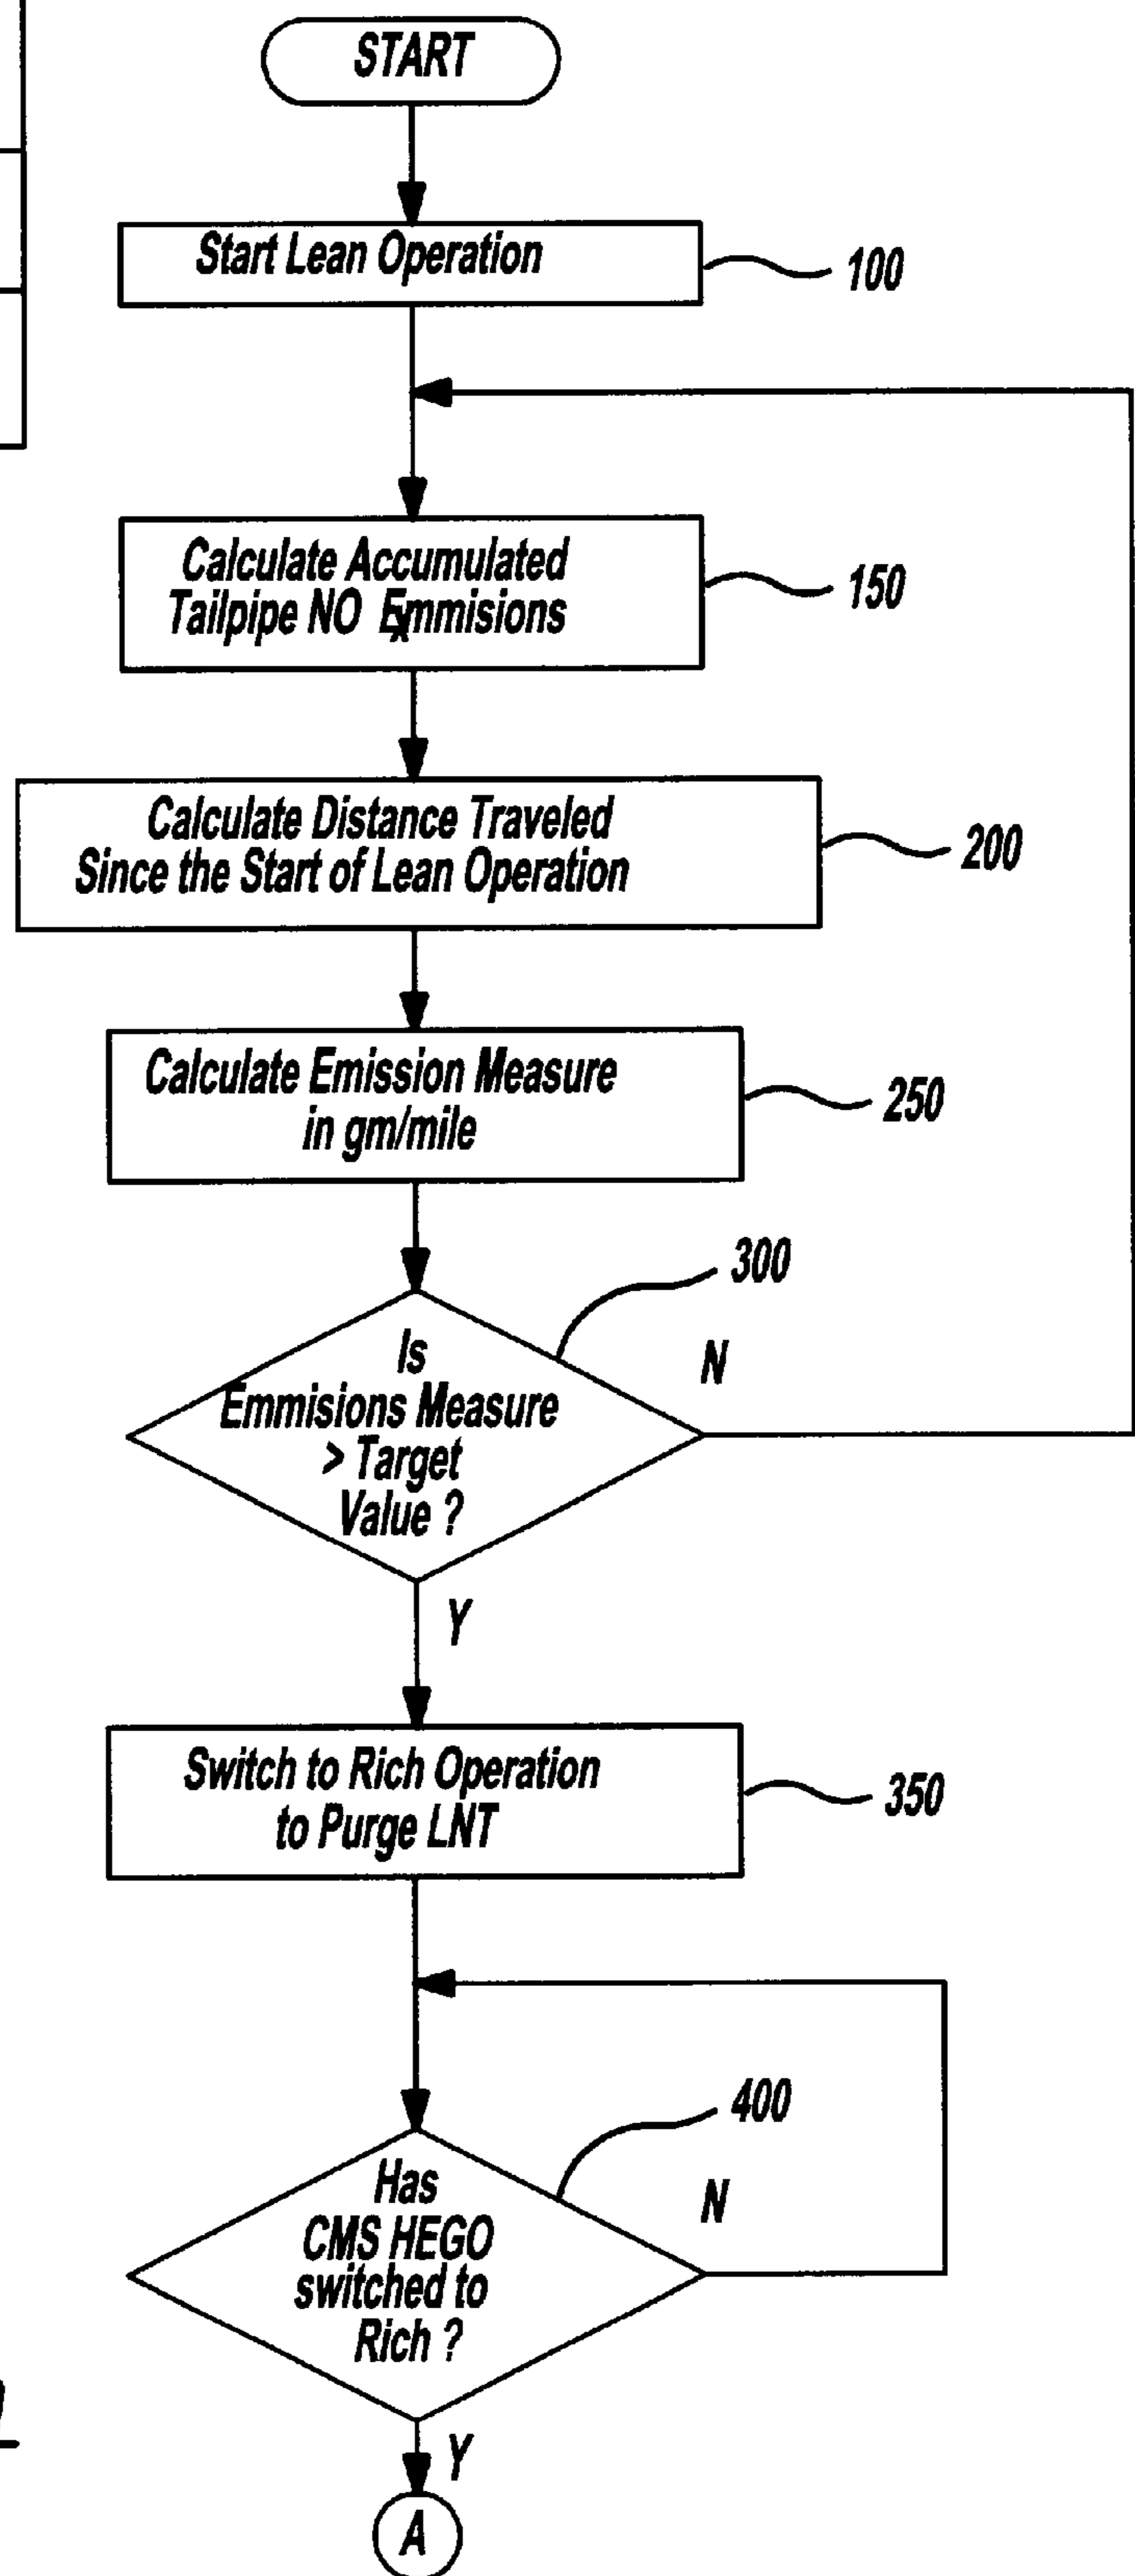 START
Start Lean Operation
100
Calculate Accumulated
Tailpipe NOx Emmisions
150
Calculate Distance Traveled
Since the Start of Lean Operation
200
Calculate Emission Measure
in gm/mile
250
300
Is
Emmisions Measure
> Target
Value ?
N
Y
Switch to Rich Operation
to Purge LNT
350
400
Has
CMS HEGO
switched to
Rich ?
N
Y
A